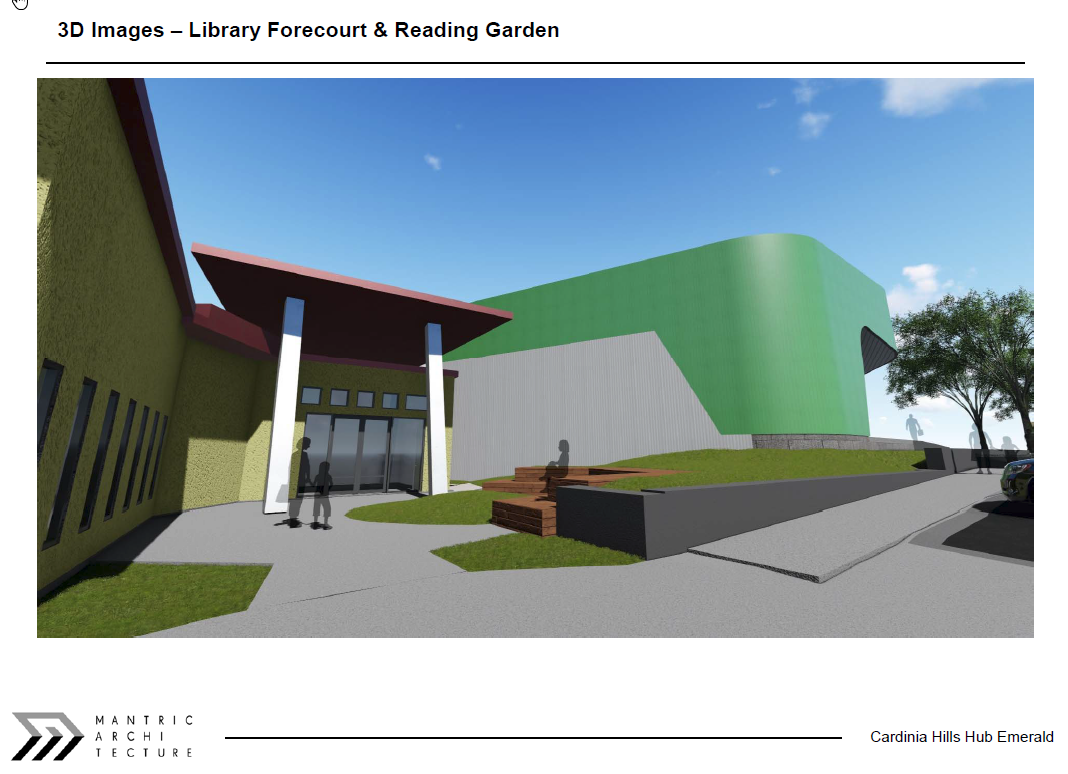 3D Images – Library Forecourt & Reading Garden
MANTRIC
ARCHI
TECTURE
Cardinia Hills Hub Emerald